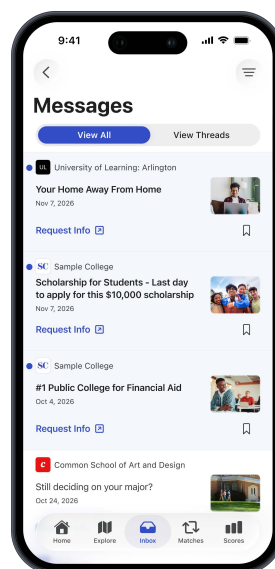 9:41
Messages
View All
View Threads
UL University of Learning: Arlington
Your Home Away From Home
Nov 7, 2026
Request Info
SC Sample College
Scholarship for Students - Last day
to apply for this $10,000 scholarship
Nov 7, 2026
Request Info
SC Sample College
#1 Public College for Financial Aid
Oct 4, 2026
Request Info
c Common School of Art and Design
Still deciding on your major?
Oct 24, 2026
Home
Explore
Inbox
Matches
Scores